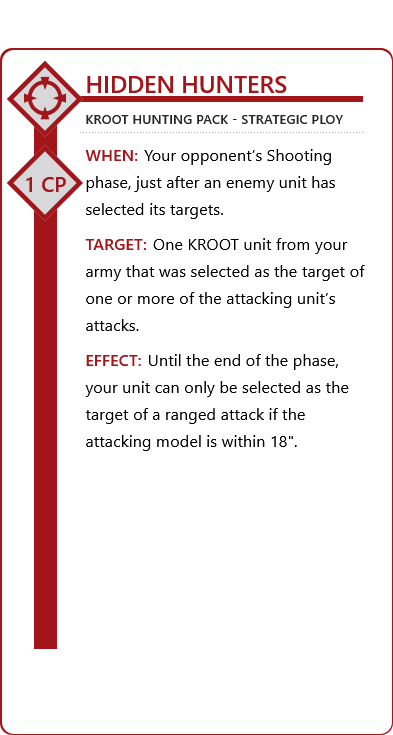 HIDDEN HUNTERS
KROOT HUNTING PACK - STRATEGIC PLOY
1 CP
WHEN: Your opponent’s Shooting
phase, just after an enemy unit has
selected its targets.
TARGET: One KROOT unit from your
army that was selected as the target of
one or more of the attacking unit’s
attacks.
EFFECT: Until the end of the phase,
your unit can only be selected as the
target of a ranged attack if the
attacking model is within 18".